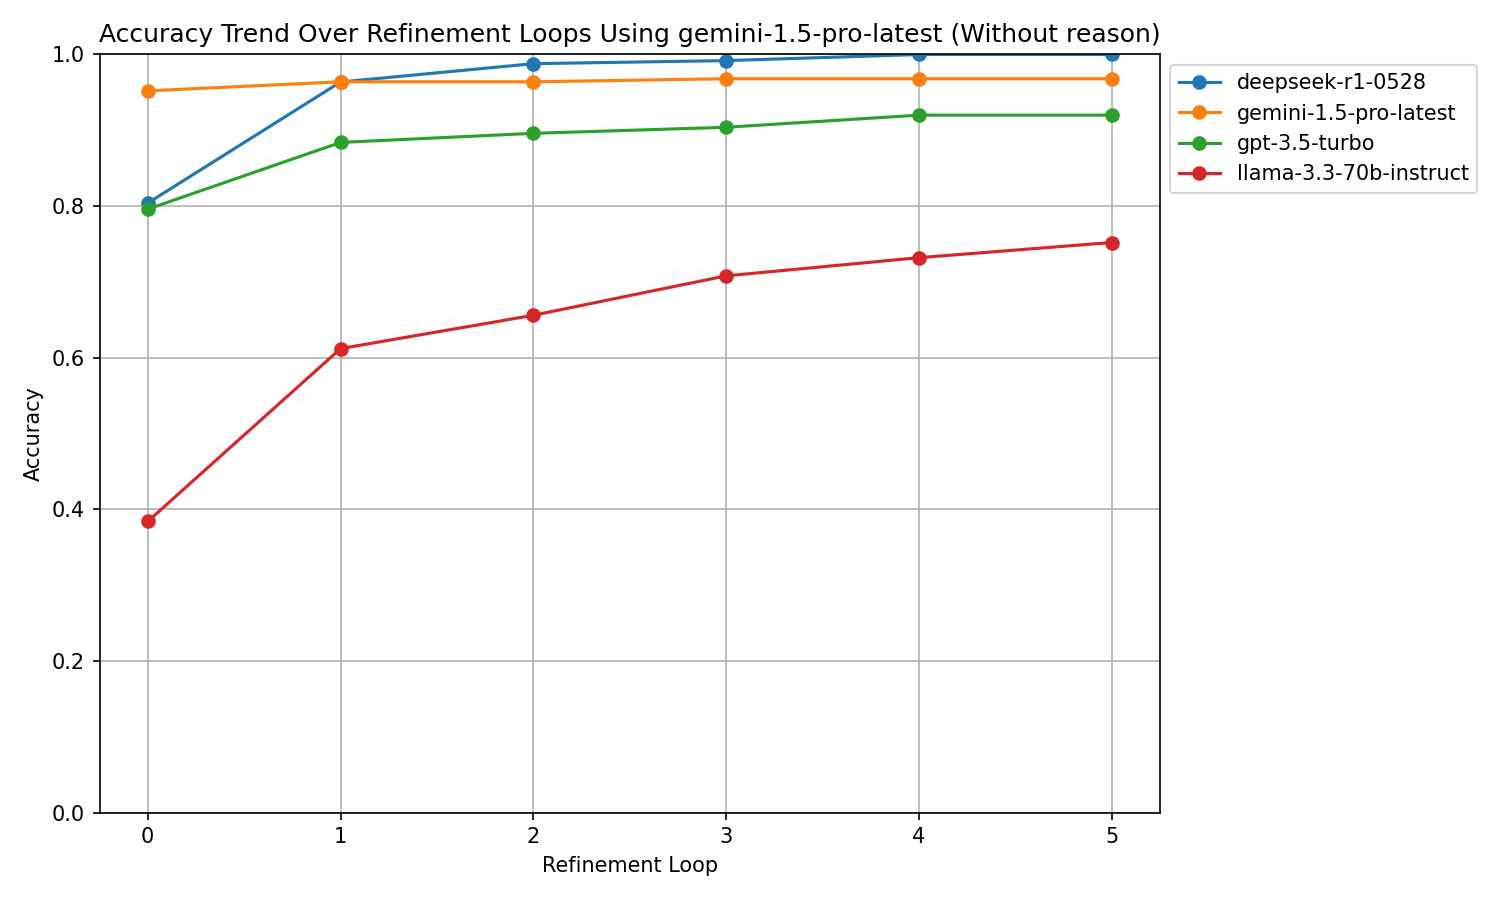 Accuracy Trend Over Refinement Loops Using gemini-1.5-pro-latest (Without reason)
1.0
0.8
0.6
0.4
0.2
0.0
Accuracy
0 1 2 3 4 5
Refinement Loop
deepseek-r1-0528
gemini-1.5-pro-latest
gpt-3.5-turbo
llama-3.3-70b-instruct